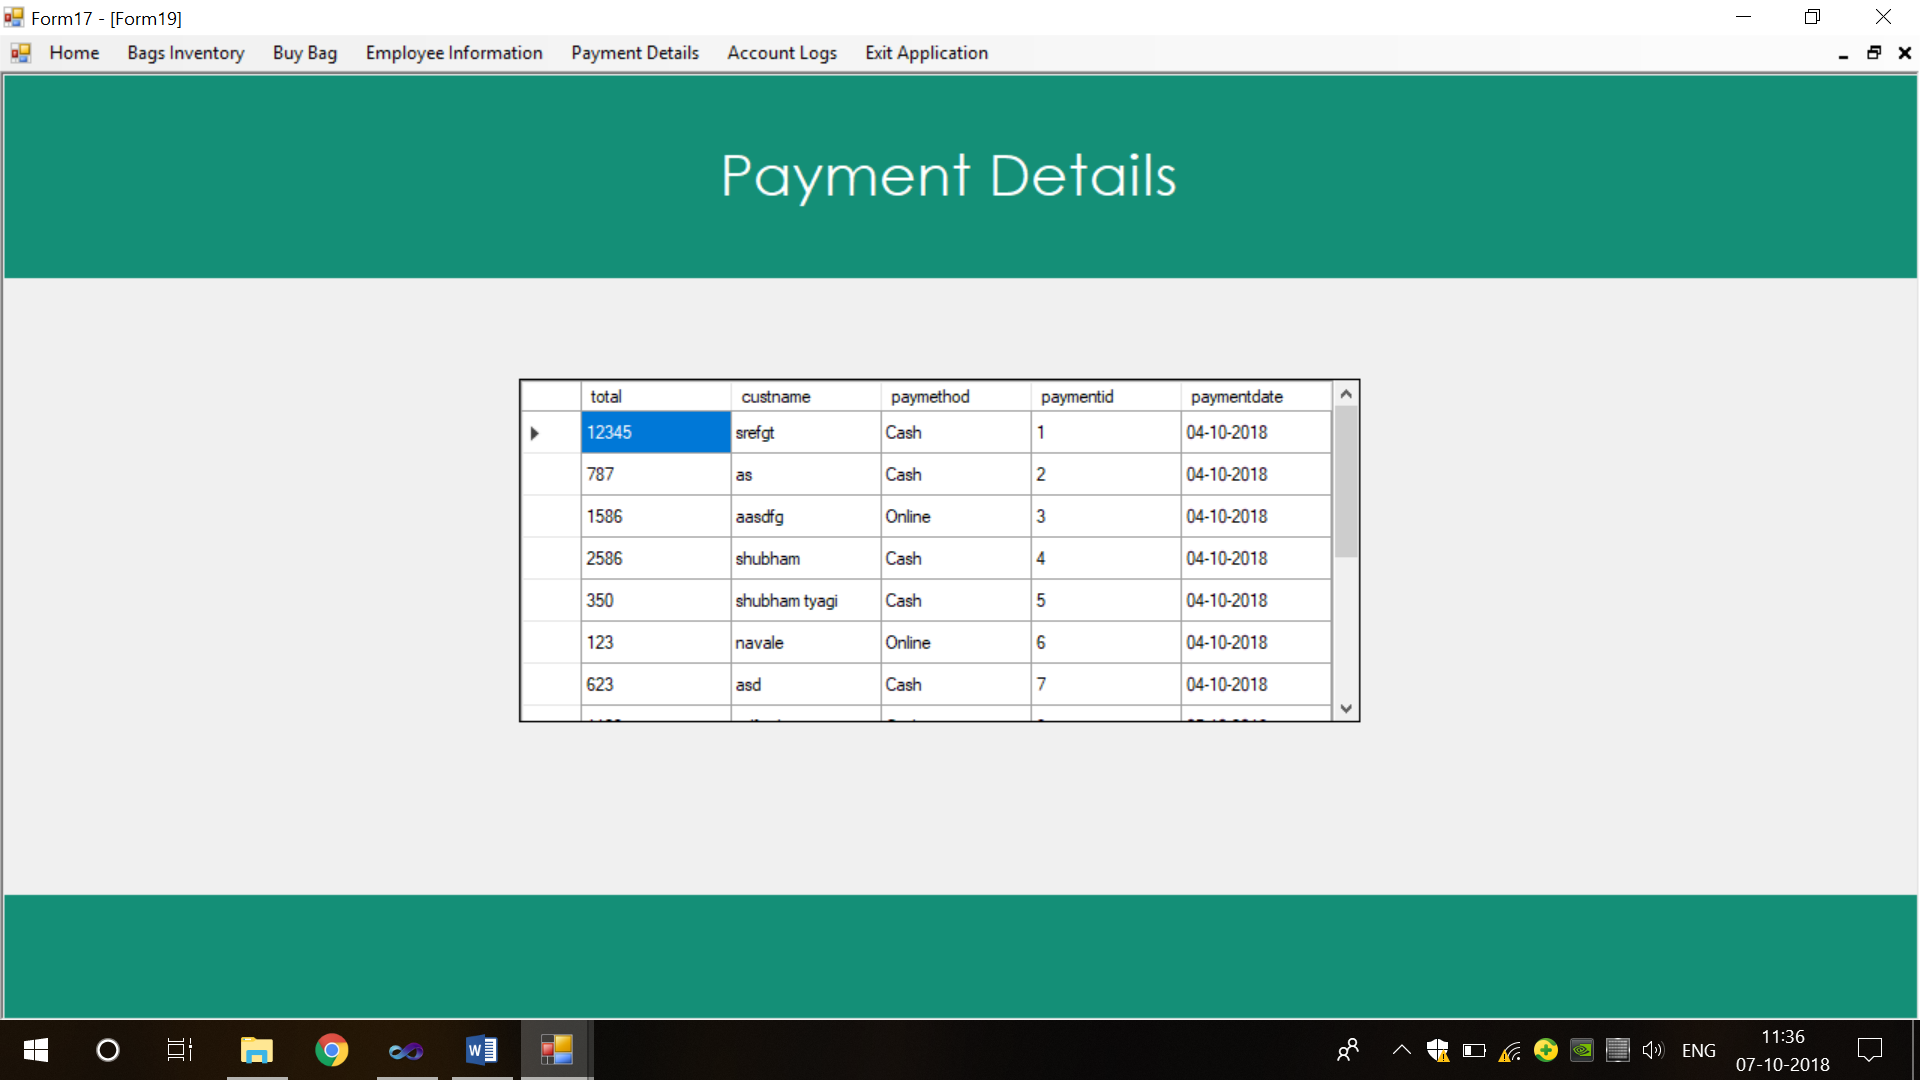 Form17 - [Form19]
Home Bags Inventory Buy Bag Employee Information Payment Details Account Logs Exit Application
Payment Details
total custname paymethod paymentid paymentdate
12345 srefgt Cash 1 04-10-2018
787 as Cash 2 04-10-2018
1586 aasdfg Online 3 04-10-2018
2586 shubham Cash 4 04-10-2018
350 shubham tyagi Cash 5 04-10-2018
123 navale Online 6 04-10-2018
623 asd Cash 7 04-10-2018
ENG
11:36
07-10-2018